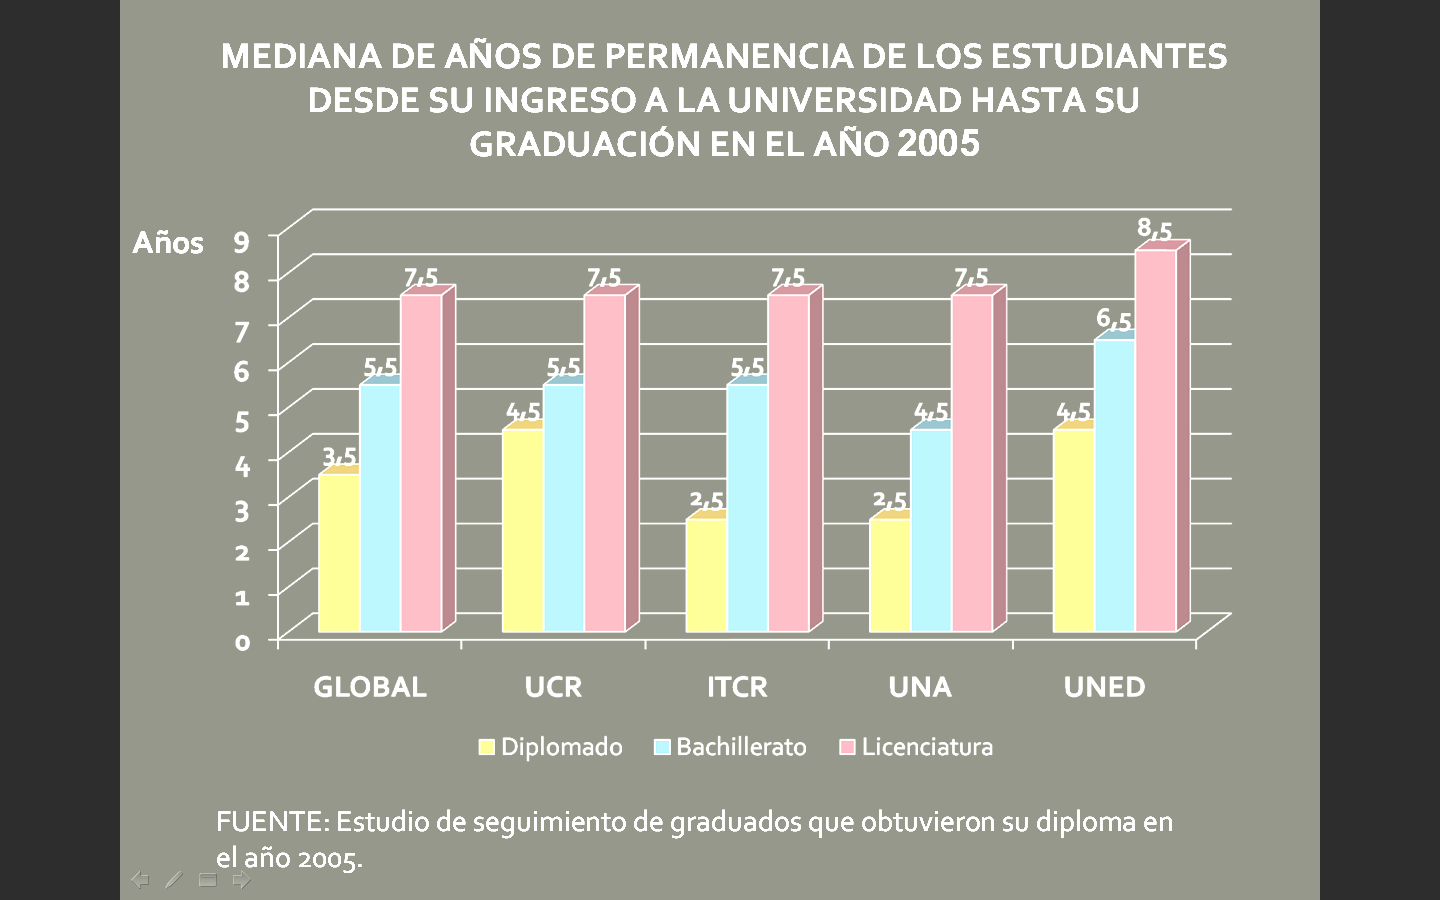 MEDIANA DE AÑOS DE PERMANENCIA DE LOS ESTUDIANTES
DESDE SU INGRESO A LA UNIVERSIDAD HASTA SU
GRADUACIÓN EN EL AÑO 2005
Años
9
8
7
6
5
4
3
2
1
0
3,5
5,5
7,5
4,5
5,5
7,5
2,5
5,5
7,5
2,5
4,5
7,5
4,5
6,5
8,5
GLOBAL
UCR
ITCR
UNA
UNED
Diplomado
Bachillerato
Licenciatura
FUENTE: Estudio de seguimiento de graduados que obtuvieron su diploma en
el año 2005.